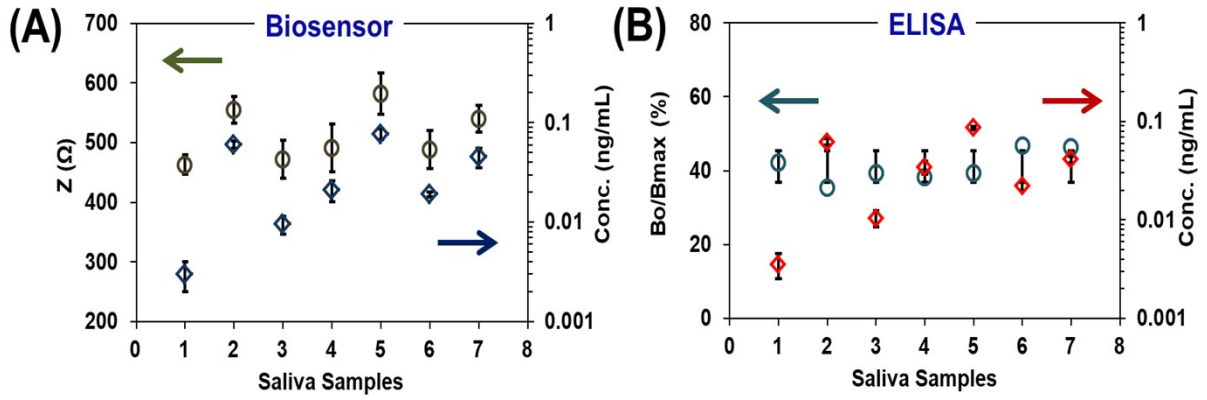 (A)
Biosensor
700
600
500
400
300
200
Z (Ω)
1
0.1
0.01
0.001
Conc. (ng/mL)
0 1 2 3 4 5 6 7 8
Saliva Samples
(B)
ELISA
80
60
40
20
0
Bo/Bmax (%)
1
0.1
0.01
0.001
Conc. (ng/mL)
0 1 2 3 4 5 6 7 8
Saliva Samples